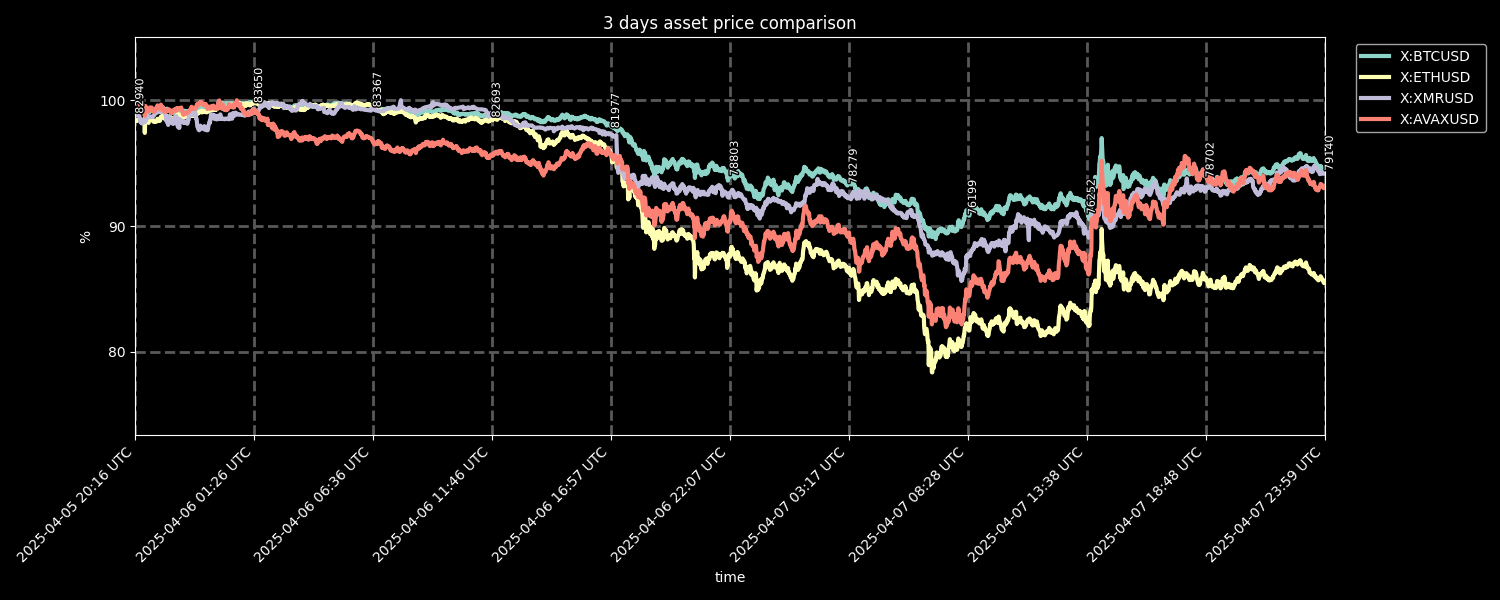 3 days asset price comparison
X:BTCUSD
X:ETHUSD
X:XMRUSD
X:AVAXUSD
%
100
90
80
82940
83650
83367
82693
81977
78803
78279
76199
76252
78702
79140
2025-04-05 20:16 UTC
2025-04-06 01:26 UTC
2025-04-06 06:36 UTC
2025-04-06 11:46 UTC
2025-04-06 16:57 UTC
2025-04-06 22:07 UTC
2025-04-07 03:17 UTC
2025-04-07 08:28 UTC
2025-04-07 13:38 UTC
2025-04-07 18:48 UTC
2025-04-07 23:59 UTC
time